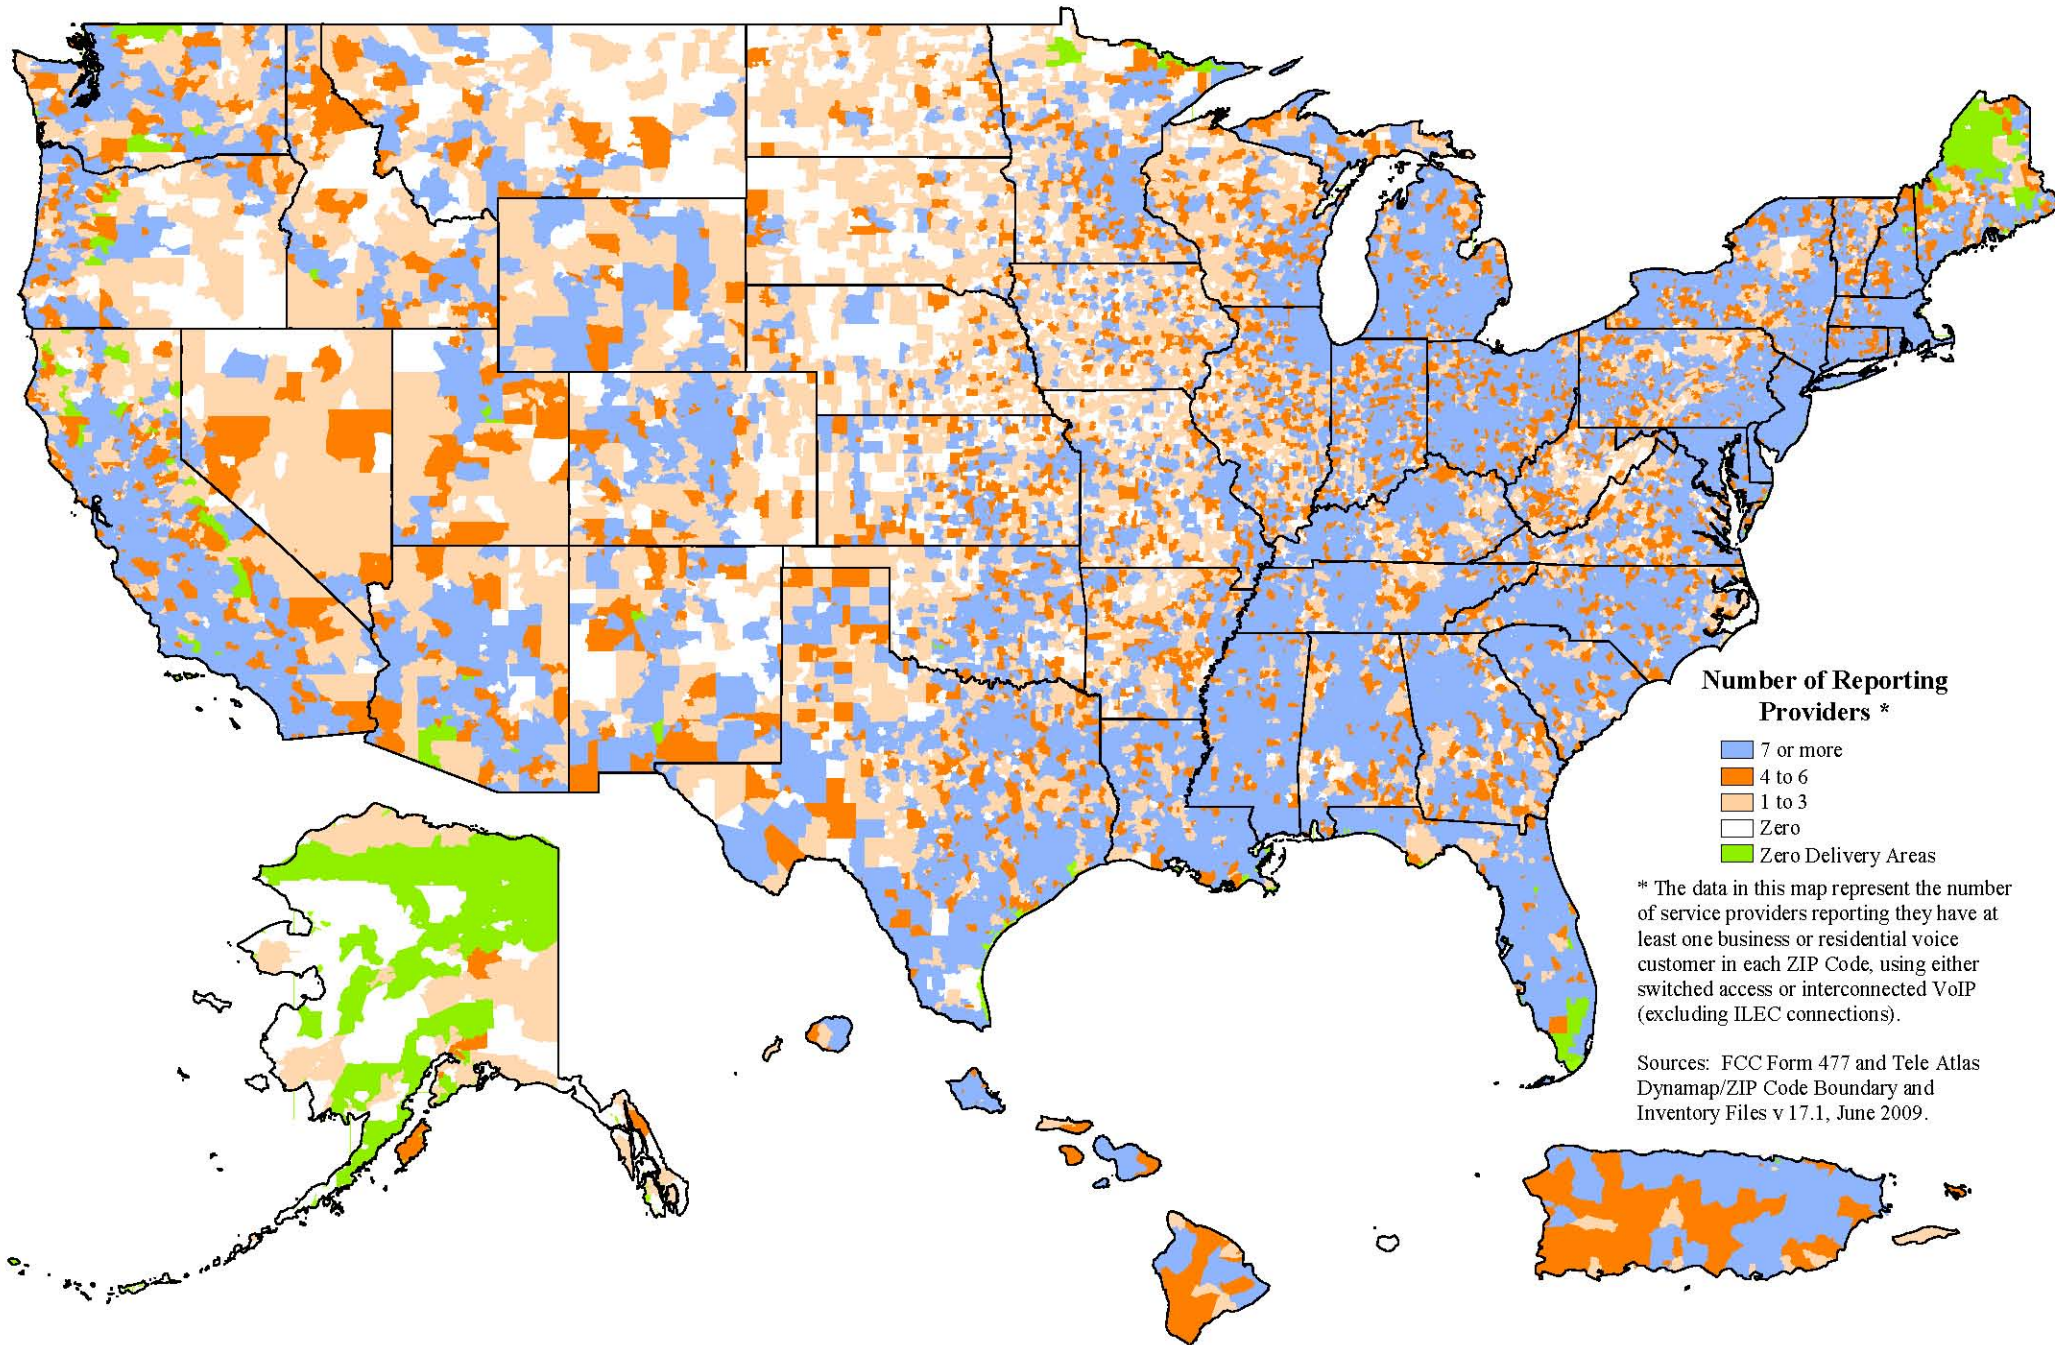 Number of Reporting
Providers *
7 or more
4 to 6
1 to 3
Zero
Zero Delivery Areas
* The data in this map represent the number
of service providers reporting they have at
least one business or residential voice
customer in each ZIP Code, using either
switched access or interconnected VoIP
(excluding ILEC connections).
Sources:  FCC Form 477 and Tele Atlas
Dynamap/ZIP Code Boundary and
Inventory Files v 17.1, June 2009.